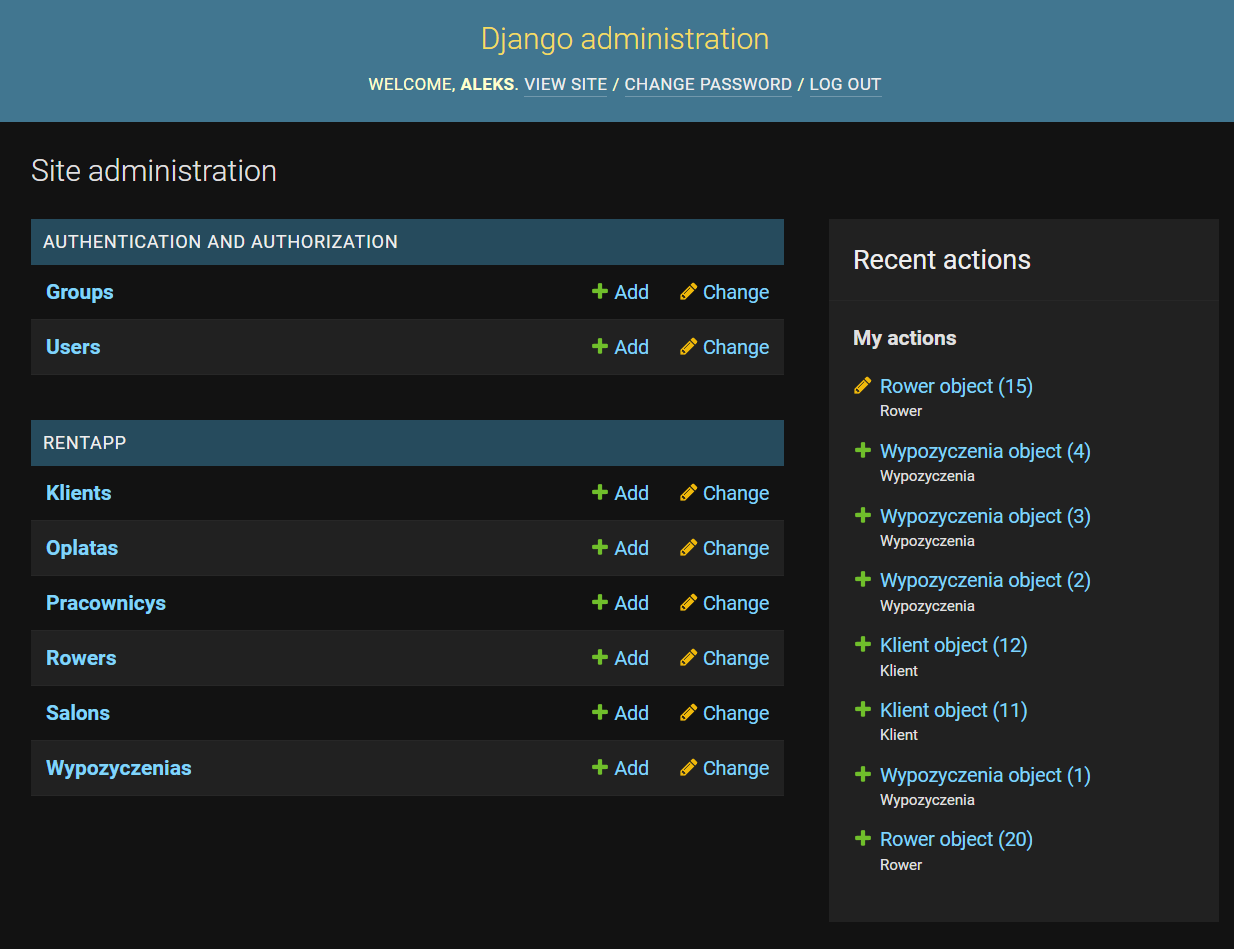 Django administration
WELCOME, ALEKS. VIEW SITE / CHANGE PASSWORD / LOG OUT
Site administration
AUTHENTICATION AND AUTHORIZATION
Groups Add Change
Users Add Change
RENTAPP
Klients Add Change
Oplatas Add Change
Pracownicys Add Change
Rowers Add Change
Salons Add Change
Wypozyczenias Add Change
Recent actions
My actions
Rower object (15)
Rower
Wypozyczenia object (4)
Wypozyczenia
Wypozyczenia object (3)
Wypozyczenia
Wypozyczenia object (2)
Wypozyczenia
Klient object (12)
Klient
Klient object (11)
Klient
Wypozyczenia object (1)
Wypozyczenia
Rower object (20)
Rower